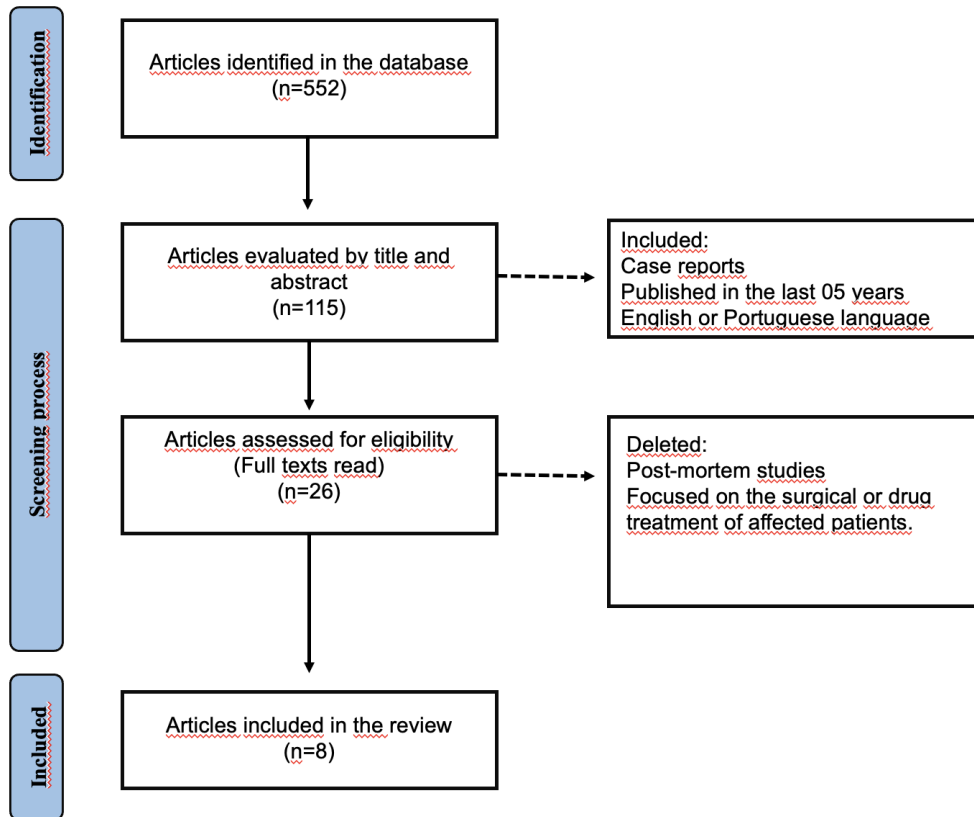 Identification
Articles identified in the database
(n=552)
Screening process
Articles evaluated by title and
abstract
(n=115)
Included:
Case reports
Published in the last 05 years
English or Portuguese language
Articles assessed for eligibility
(Full texts read)
(n=26)
Deleted:
Post-mortem studies
Focused on the surgical or drug
treatment of affected patients.
Included
Articles included in the review
(n=8)